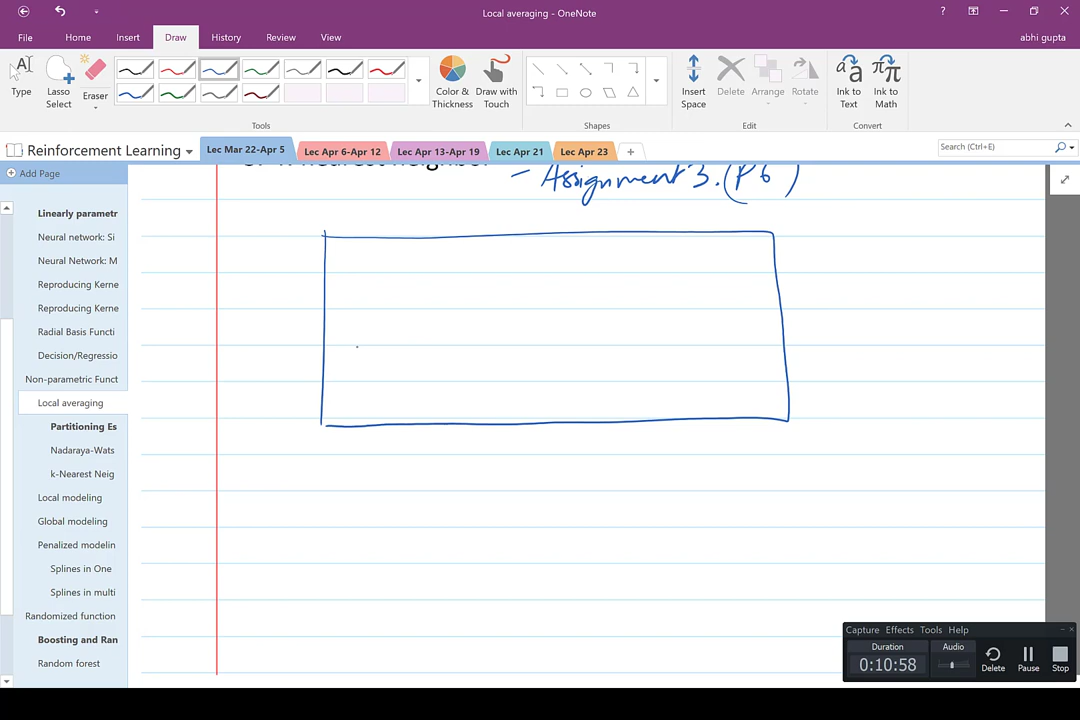 Local averaging - OneNote
?
File Home Insert Draw History Review View abhi gupta
Type Lasso Select Eraser Color & Thickness Draw with Touch Insert Space Delete Arrange Rotate Ink to Text Ink to Math
Tools Shapes Edit Convert
Reinforcement Learning Lec Mar 22-Apr 5 Lec Apr 6-Apr 12 Lec Apr 13-Apr 19 Lec Apr 21 Lec Apr 23 + Search (Ctrl+E)
Add Page
- Assignment 3. (P6)
Linearly parametr
Neural network: Si
Neural Network: M
Reproducing Kerne
Reproducing Kerne
Radial Basis Functi
Decision/Regressio
Non-parametric Funct
Local averaging
Partitioning Es
Nadaraya-Wats
k-Nearest Neig
Local modeling
Global modeling
Penalized modelin
Splines in One
Splines in multi
Randomized function
Boosting and Ran
Random forest
Capture Effects Tools Help
Duration Audio
0:10:58 Delete Pause Stop